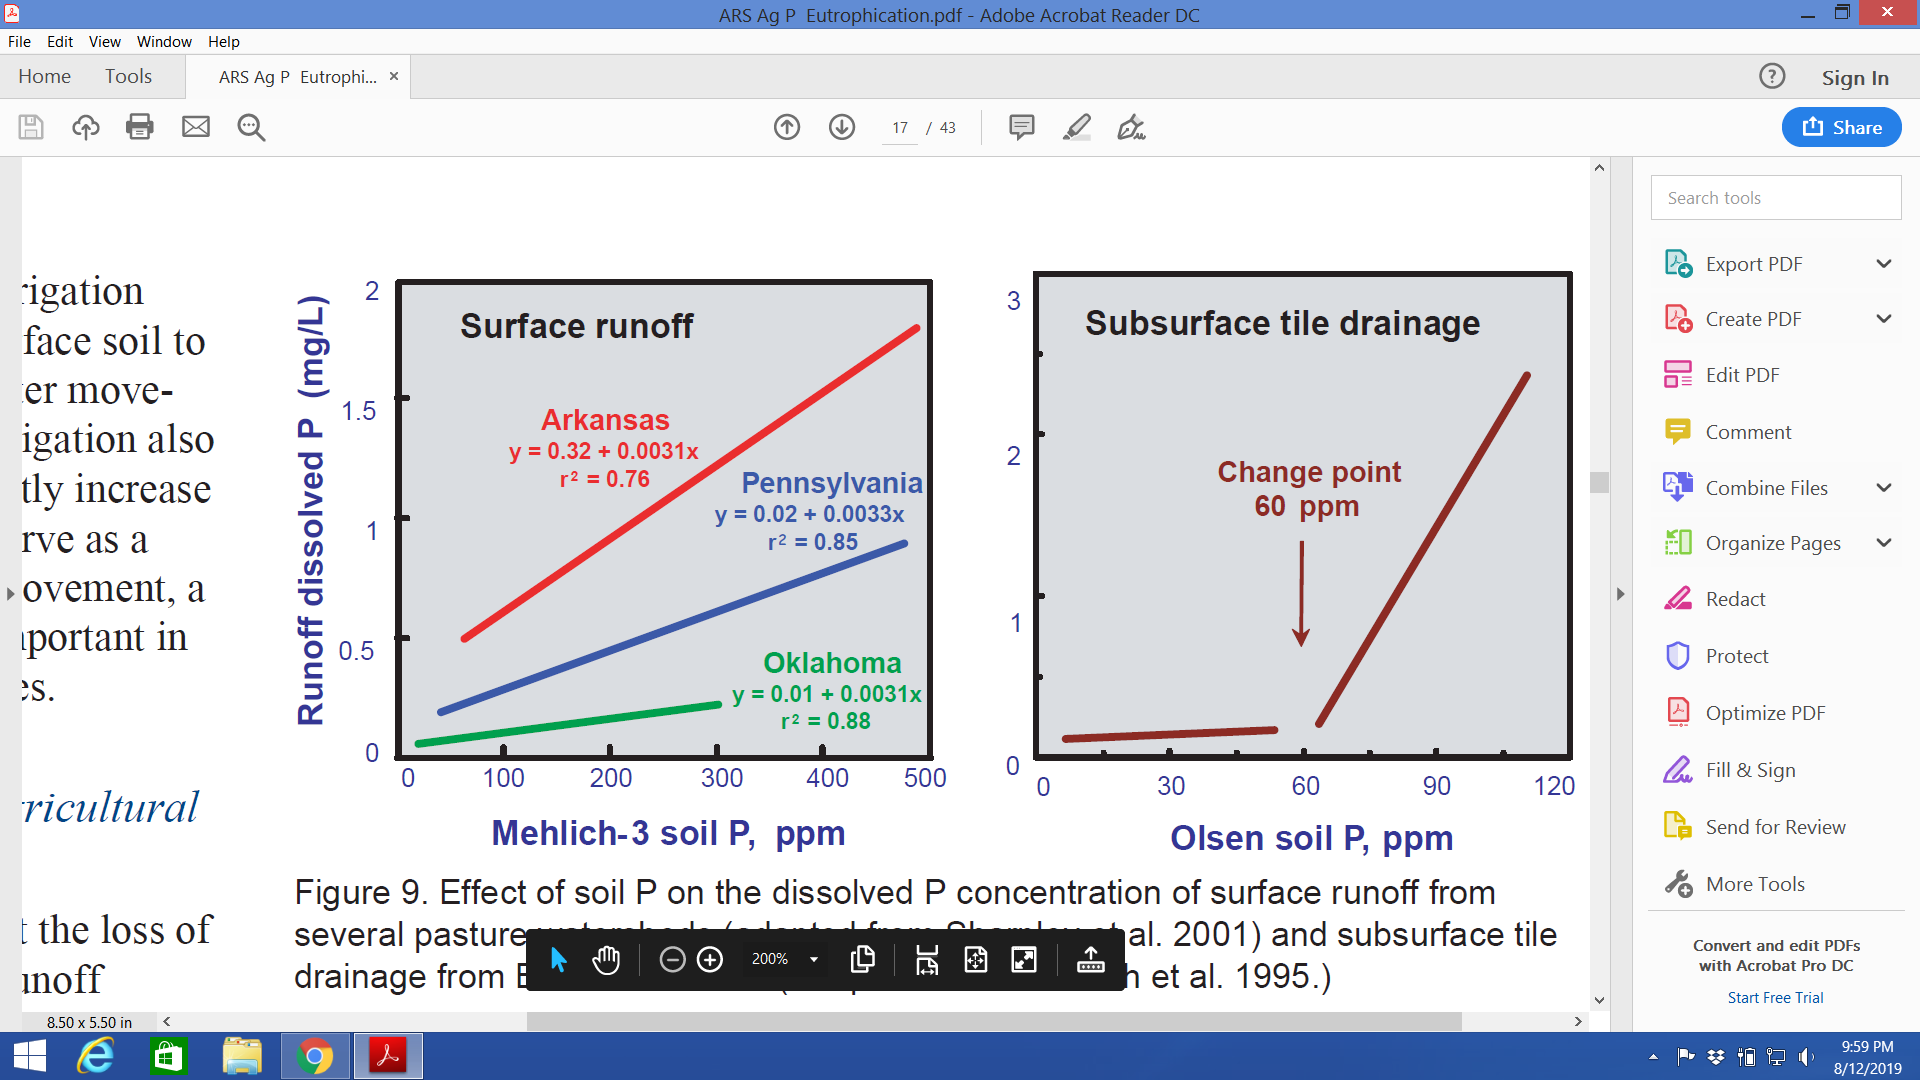 ARS Ag P Eutrophication.pdf - Adobe Acrobat Reader DC
File Edit View Window Help
Home Tools ARS Ag P Eutrophi... × ? Sign In
17 / 43 Share
rigation
face soil to
er move-
igation also
tly increase
rve as a
ovement, a
portant in
es.
ricultural
t the loss of
unoff
Runoff dissolved P (mg/L)
2
1.5
1
0.5
0
Surface runoff
Arkansas
y = 0.32 + 0.0031x
r² = 0.76
Pennsylvania
y = 0.02 + 0.0033x
r² = 0.85
Oklahoma
y = 0.01 + 0.0031x
r² = 0.88
0 100 200 300 400 500
Mehlich-3 soil P, ppm
3
2
1
0
Subsurface tile drainage
Change point
60 ppm
0 30 60 90 120
Olsen soil P, ppm
Figure 9. Effect of soil P on the dissolved P concentration of surface runoff from
several pasture watersheds (adapted from Sharpley et al. 2001) and subsurface tile
drainage from et al. 1995.)
200%
Search tools
Export PDF
Create PDF
Edit PDF
Comment
Combine Files
Organize Pages
Redact
Protect
Optimize PDF
Fill & Sign
Send for Review
More Tools
Convert and edit PDFs
with Acrobat Pro DC
Start Free Trial
8.50 x 5.50 in
9:59 PM
8/12/2019